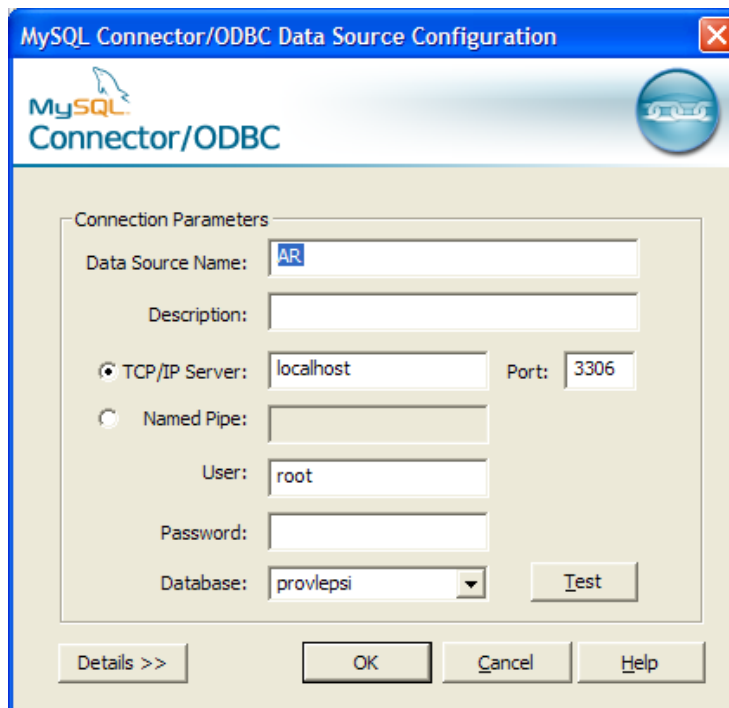 MySQL Connector/ODBC Data Source Configuration
MySQL
Connector/ODBC
Connection Parameters
Data Source Name: AR
Description:
TCP/IP Server: localhost Port: 3306
Named Pipe:
User: root
Password:
Database: provlepsi Test
Details >> OK Cancel Help